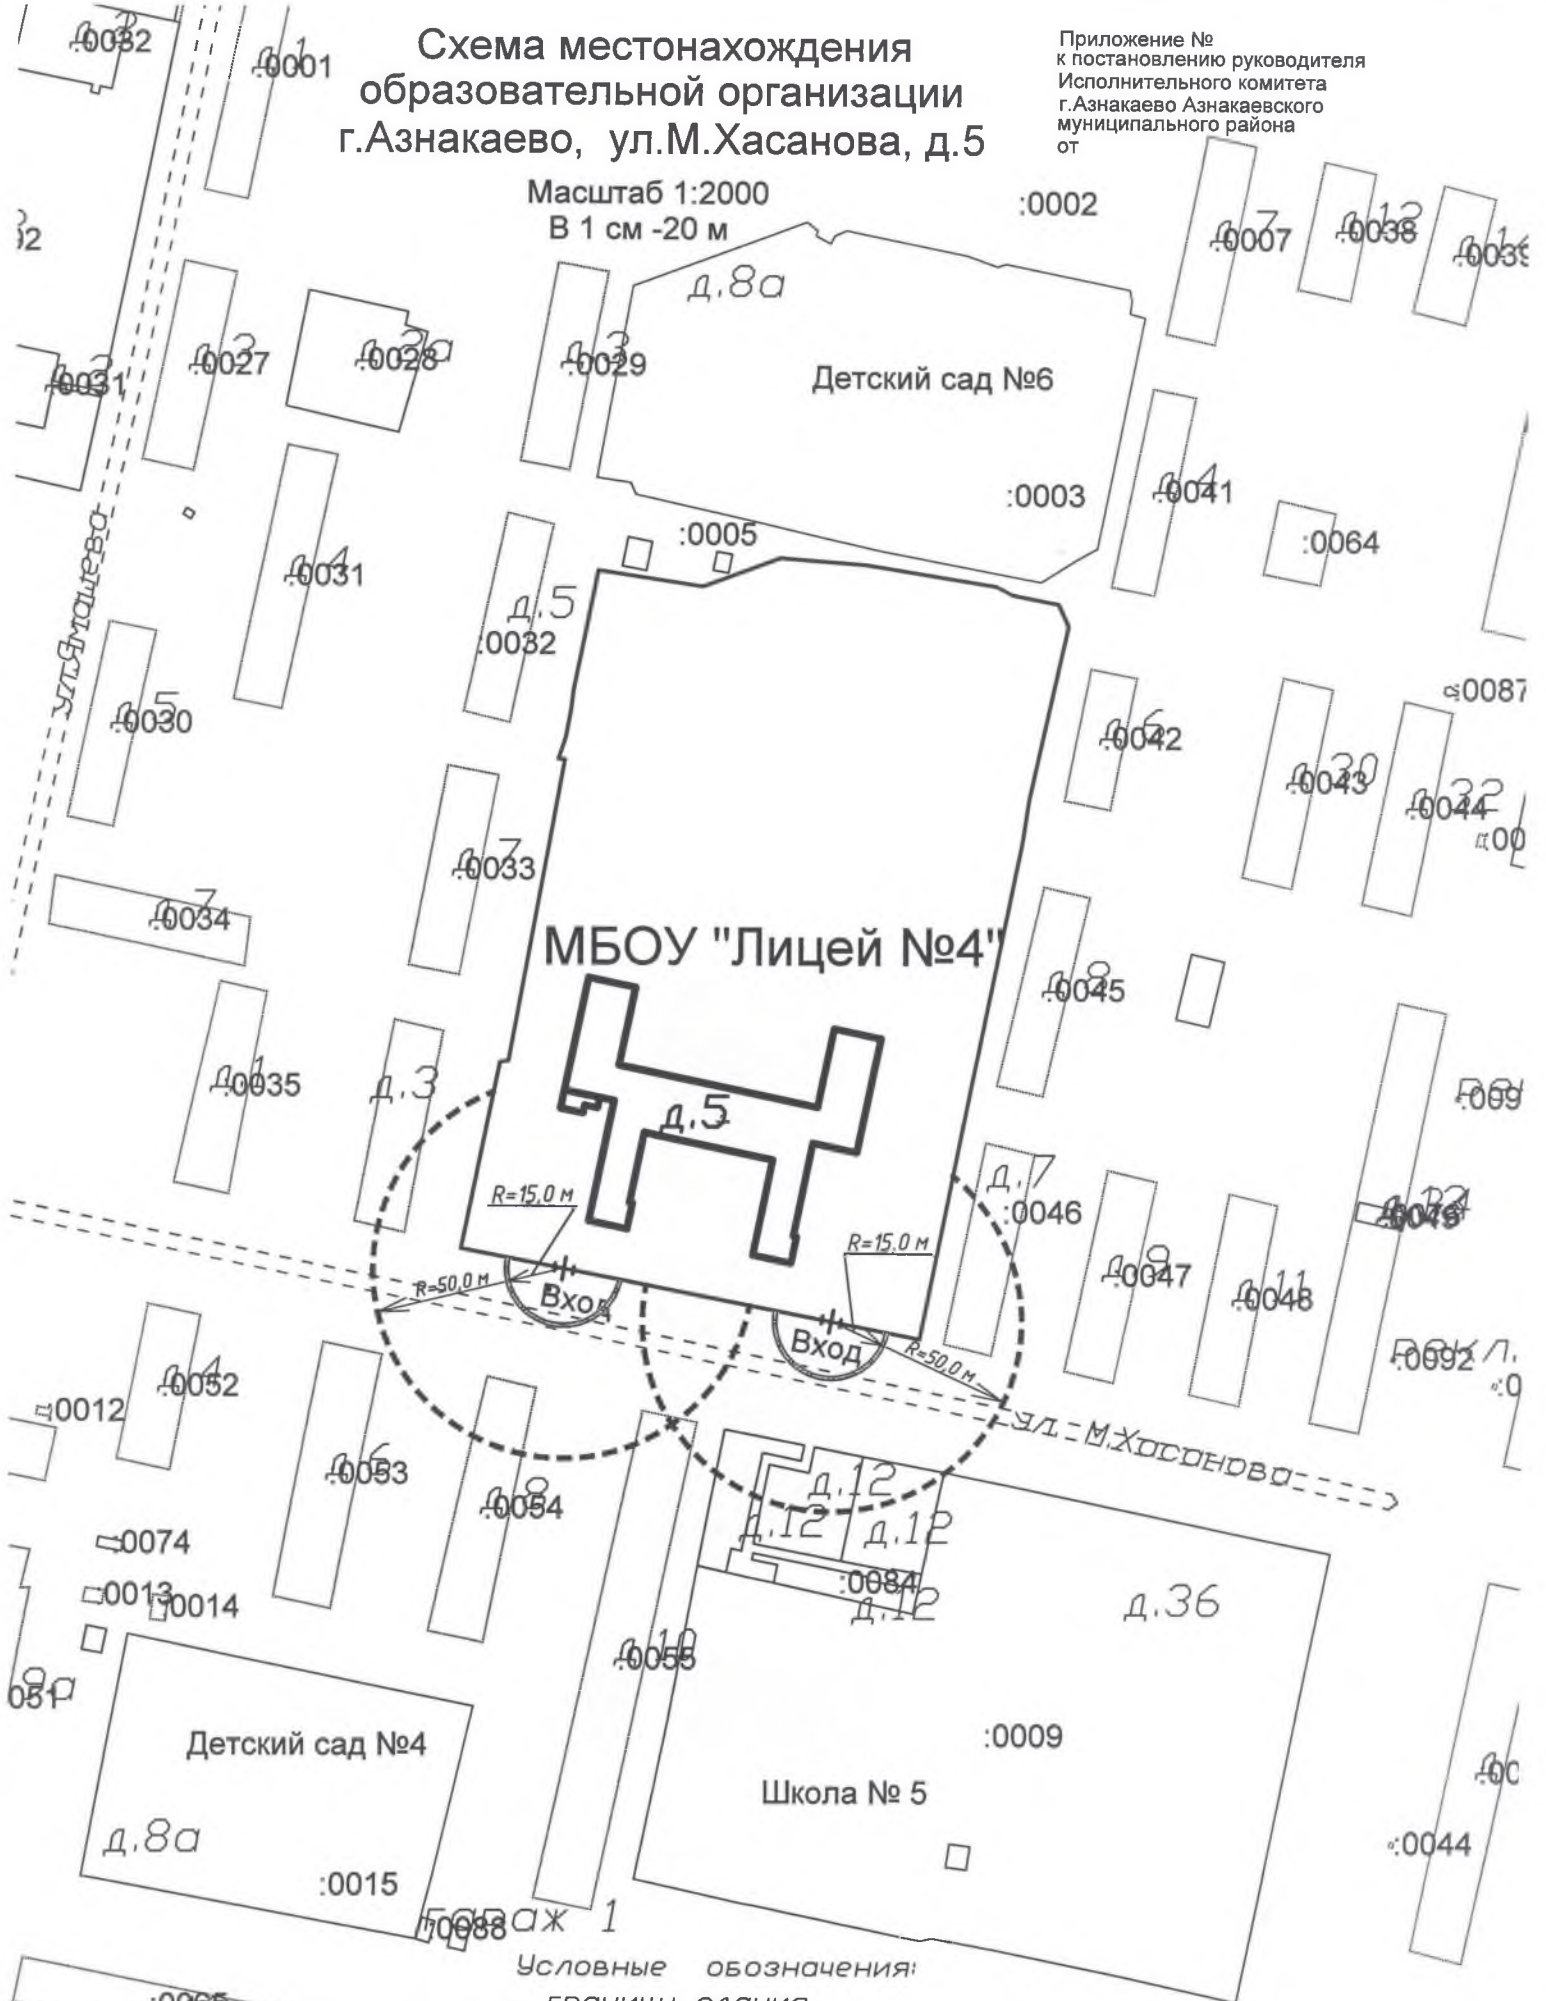 Схема местонахождения
образовательной организации
г.Азнакаево, ул.М.Хасанова, д.5
Масштаб 1:2000
В 1 см -20 м
Приложение №
к постановлению руководителя
Исполнительного комитета
г.Азнакаево Азнакаевского
муниципального района
от
:0032
:0001
:0002
:0007
:0038
д.8а
:0027
:0028
:0029
Детский сад №6
:0031
:0003
:0041
:0064
:0005
ул.Ямашева
:0031
д.5
:0032
:0087
:0030
:0042
:0043
:0044
:0033
:0034
МБОУ "Лицей №4"
:0045
:0035
д.3
д.5
R=15,0 м
R=15,0 м
R=50,0 м
R=50,0 м
Вход
Вход
д.7
:0046
:0047
:0048
:0092
ул. М.Хасанова
:0052
:0012
:0053
:0054
д.12
д.12
д.12
:0084
д.12
д.36
:0074
:0013
:0014
:0055
Детский сад №4
д.8а
:0015
:0009
Школа № 5
:0044
гараж 1
:0088
Условные обозначения: